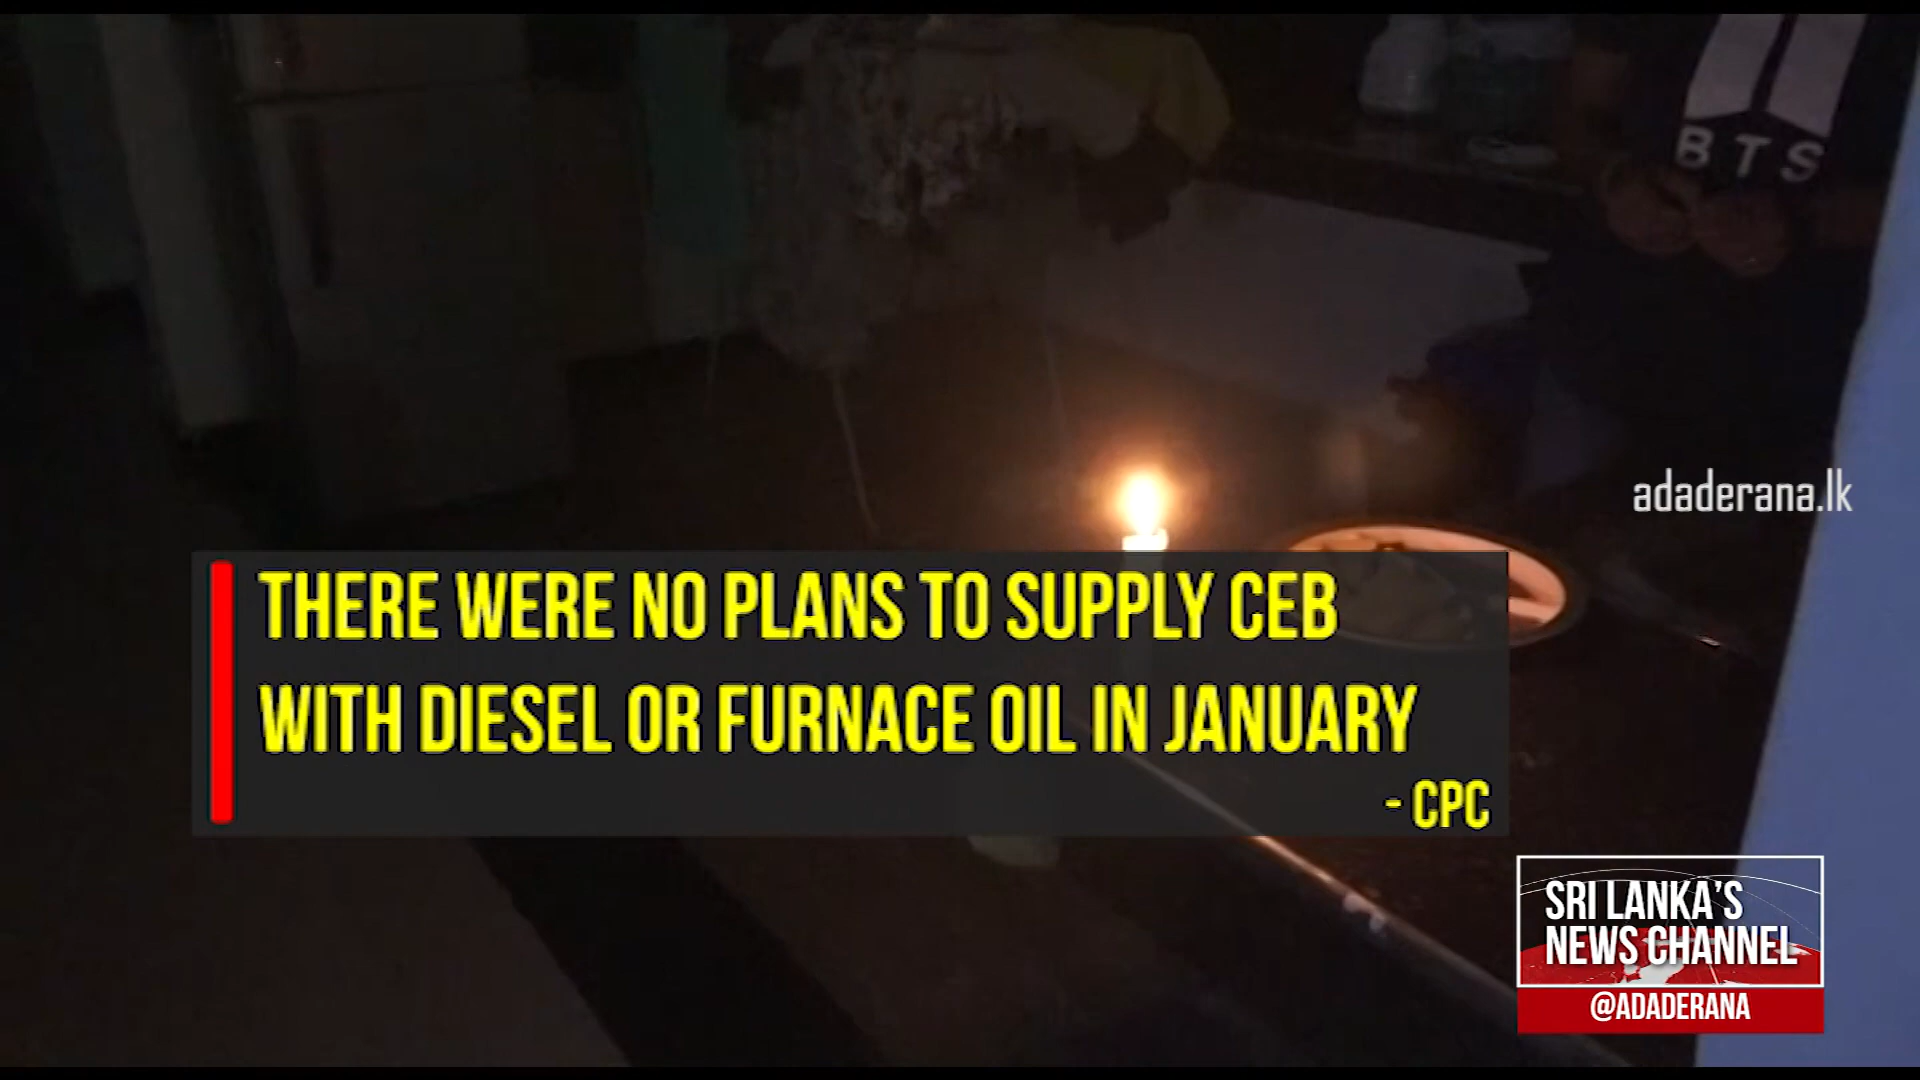 BTS
adaderana.lk
THERE WERE NO PLANS TO SUPPLY CEB
WITH DIESEL OR FURNACE OIL IN JANUARY
- CPC
SRI LANKA'S
NEWS CHANNEL
@ADADERANA